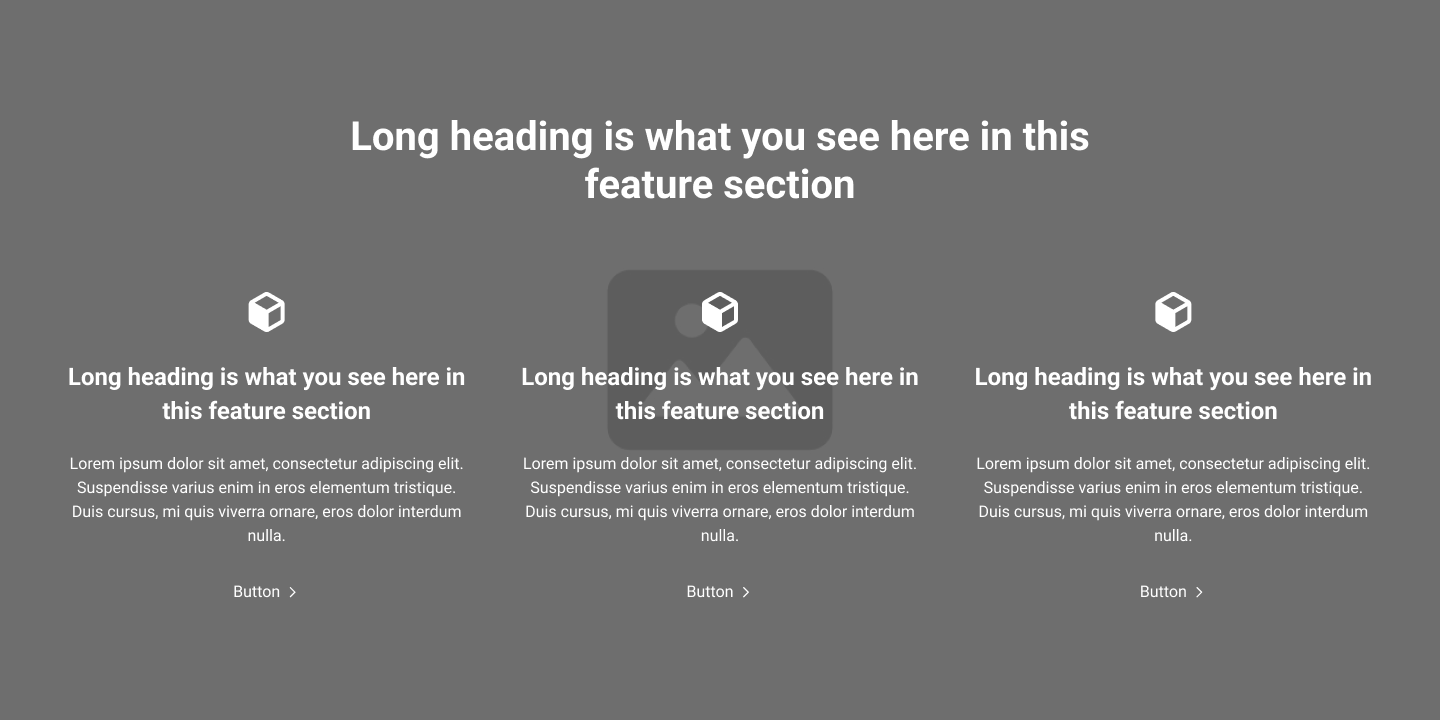 Long heading is what you see here in this
feature section
Long heading is what you see here in
this feature section
Lorem ipsum dolor sit amet, consectetur adipiscing elit.
Suspendisse varius enim in eros elementum tristique.
Duis cursus, mi quis viverra ornare, eros dolor interdum
nulla.
Button
Long heading is what you see here in
this feature section
Lorem ipsum dolor sit amet, consectetur adipiscing elit.
Suspendisse varius enim in eros elementum tristique.
Duis cursus, mi quis viverra ornare, eros dolor interdum
nulla.
Button
Long heading is what you see here in
this feature section
Lorem ipsum dolor sit amet, consectetur adipiscing elit.
Suspendisse varius enim in eros elementum tristique.
Duis cursus, mi quis viverra ornare, eros dolor interdum
nulla.
Button